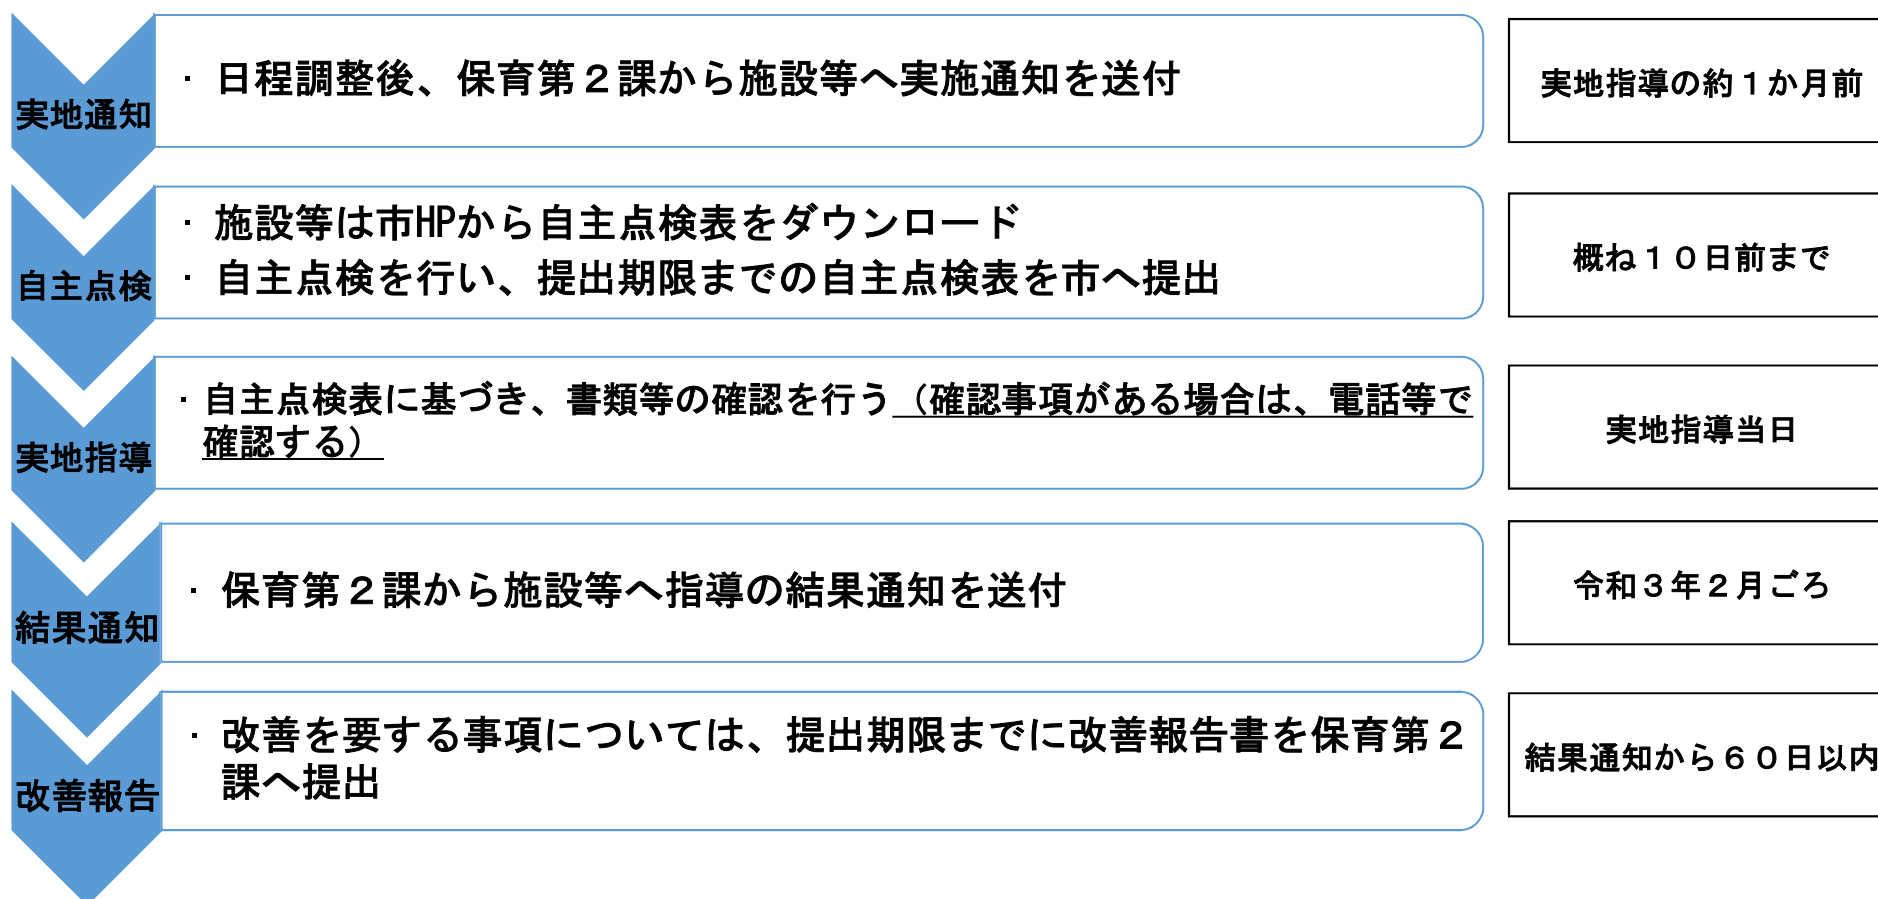 実地通知
・日程調整後、保育第２課から施設等へ実施通知を送付
実地指導の約１か月前
自主点検
・施設等は市HPから自主点検表をダウンロード
・自主点検を行い、提出期限までの自主点検表を市へ提出
概ね１０日前まで
実地指導
・自主点検表に基づき、書類等の確認を行う（確認事項がある場合は、電話等で
確認する）
実地指導当日
結果通知
・保育第２課から施設等へ指導の結果通知を送付
令和３年２月ごろ
改善報告
・改善を要する事項については、提出期限までに改善報告書を保育第２
課へ提出
結果通知から６０日以内